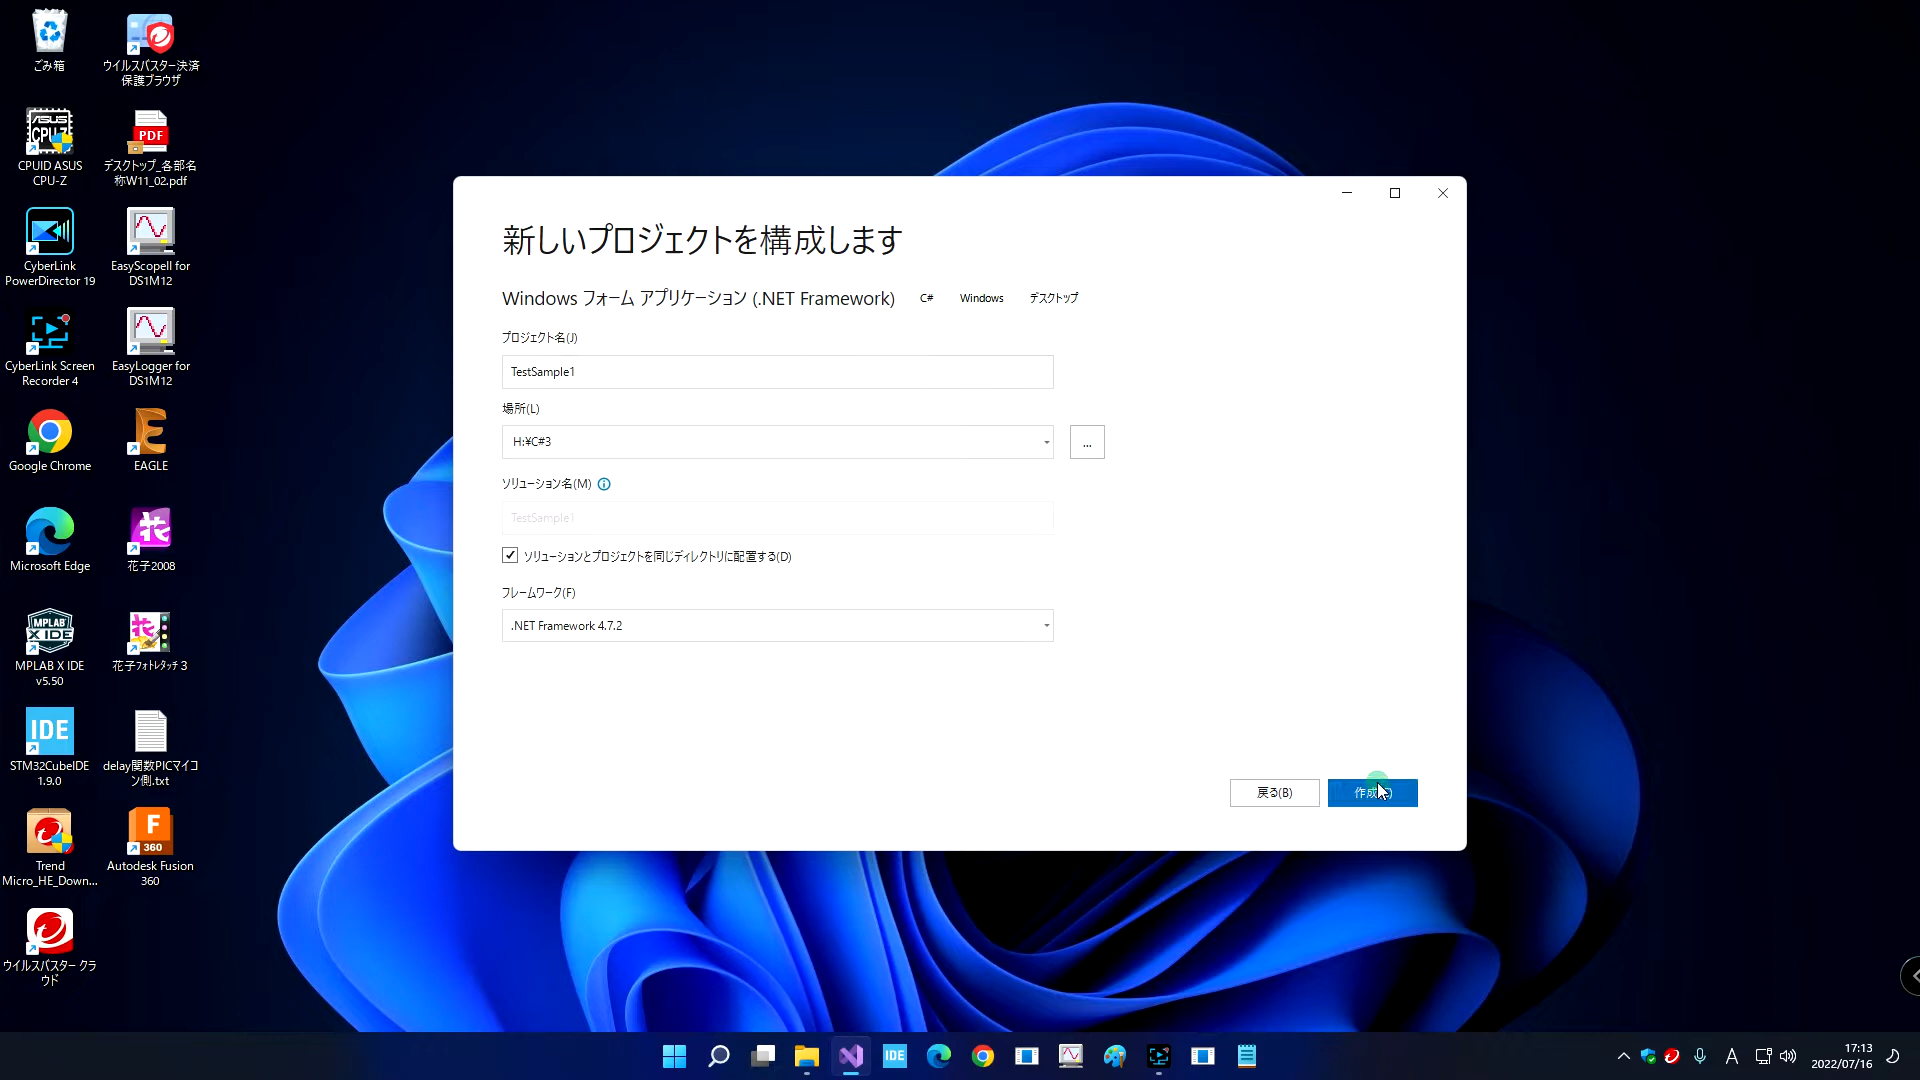 ごみ箱
ウイルスバスター決済
保護ブラウザ
CPUID ASUS
CPU-Z
デスクトップ_各部名
称W11_02.pdf
CyberLink
PowerDirector 19
EasyScopeII for
DS1M12
CyberLink Screen
Recorder 4
EasyLogger for
DS1M12
Google Chrome
EAGLE
Microsoft Edge
花子2008
MPLAB X IDE
v5.50
花子フォトレタッチ3
STM32CubeIDE
1.9.0
delay関数PICマイコ
ン側.txt
Trend
Micro_HE_Down...
Autodesk Fusion
360
ウイルスバスター クラ
ウド
ASUS
CPU-Z
PDF
MPLAB
X IDE
IDE
F
360
花
新しいプロジェクトを構成します
Windows フォーム アプリケーション (.NET Framework) C# Windows デスクトップ
プロジェクト名(J)
TestSample1
場所(L)
H:¥C#3
...
ソリューション名(M)
TestSample1
ソリューションとプロジェクトを同じディレクトリに配置する(D)
フレームワーク(F)
.NET Framework 4.7.2
戻る(B)
作成
IDE
A
17:13
2022/07/16